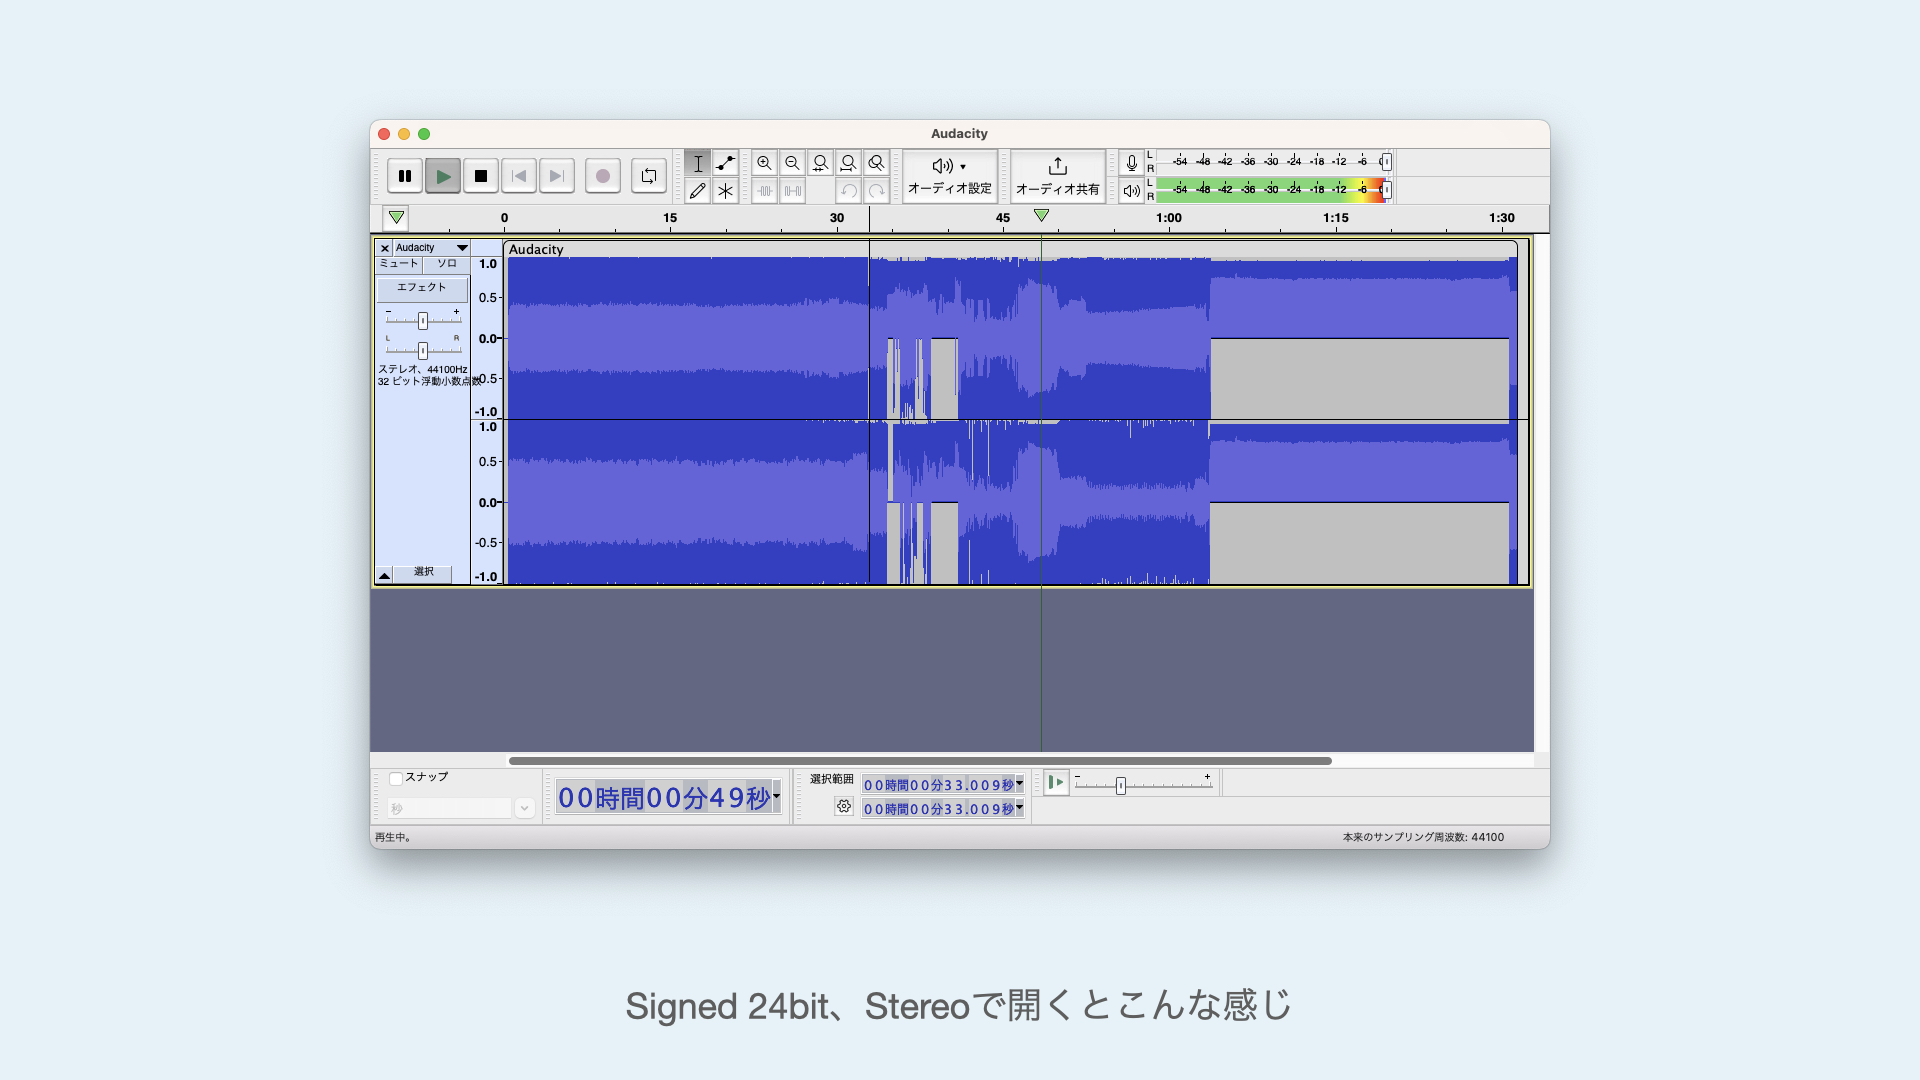 Audacity
オーディオ設定
オーディオ共有
L
R
-54 -48 -42 -36 -30 -24 -18 -12 -6 0
L
R
-54 -48 -42 -36 -30 -24 -18 -12 -6 0
0 15 30 45 1:00 1:15 1:30
Audacity
Audacity
ミュート ソロ
エフェクト
- +
L R
ステレオ、44100Hz
32 ビット浮動小数点数
選択
1.0
0.5
0.0
-0.5
-1.0
1.0
0.5
0.0
-0.5
-1.0
スナップ
秒
00時間00分49秒
選択範囲
00時間00分33.009秒
00時間00分33.009秒
- +
再生中。
本来のサンプリング周波数: 44100
Signed 24bit、Stereoで開くとこんな感じ